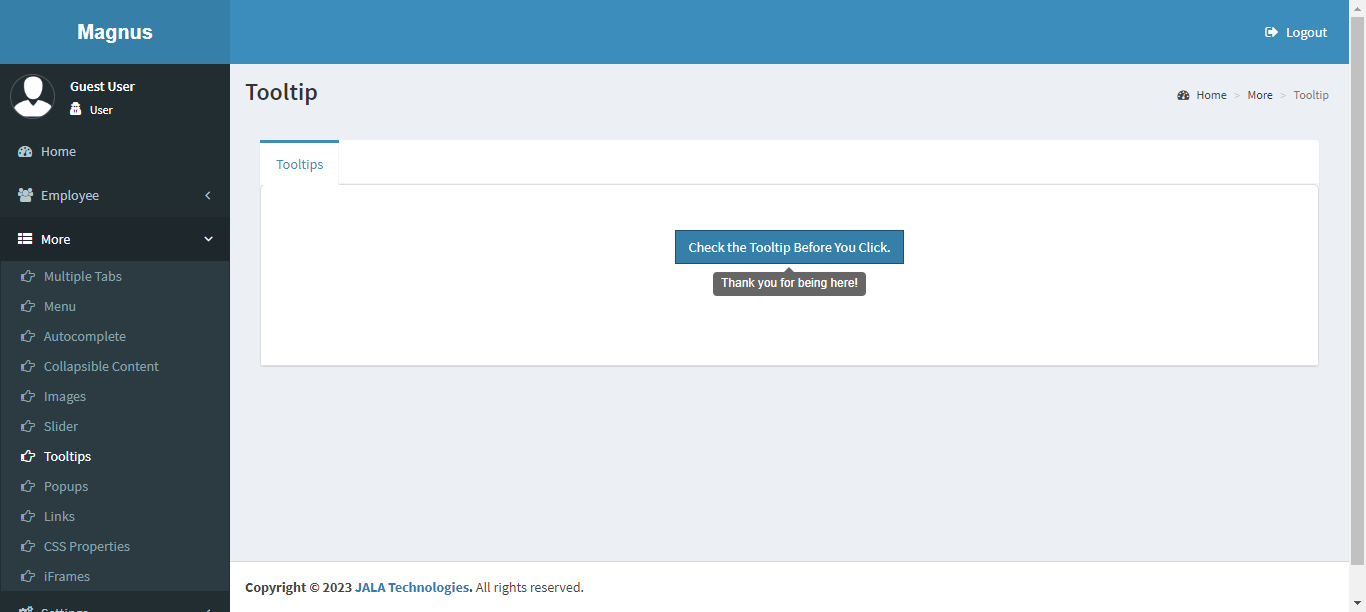 Magnus
Logout
Guest User
User
Home
Employee
More
Multiple Tabs
Menu
Autocomplete
Collapsible Content
Images
Slider
Tooltips
Popups
Links
CSS Properties
iFrames
Settings
Tooltip
Home > More > Tooltip
Tooltips
Check the Tooltip Before You Click.
Thank you for being here!
Copyright © 2023 JALA Technologies. All rights reserved.